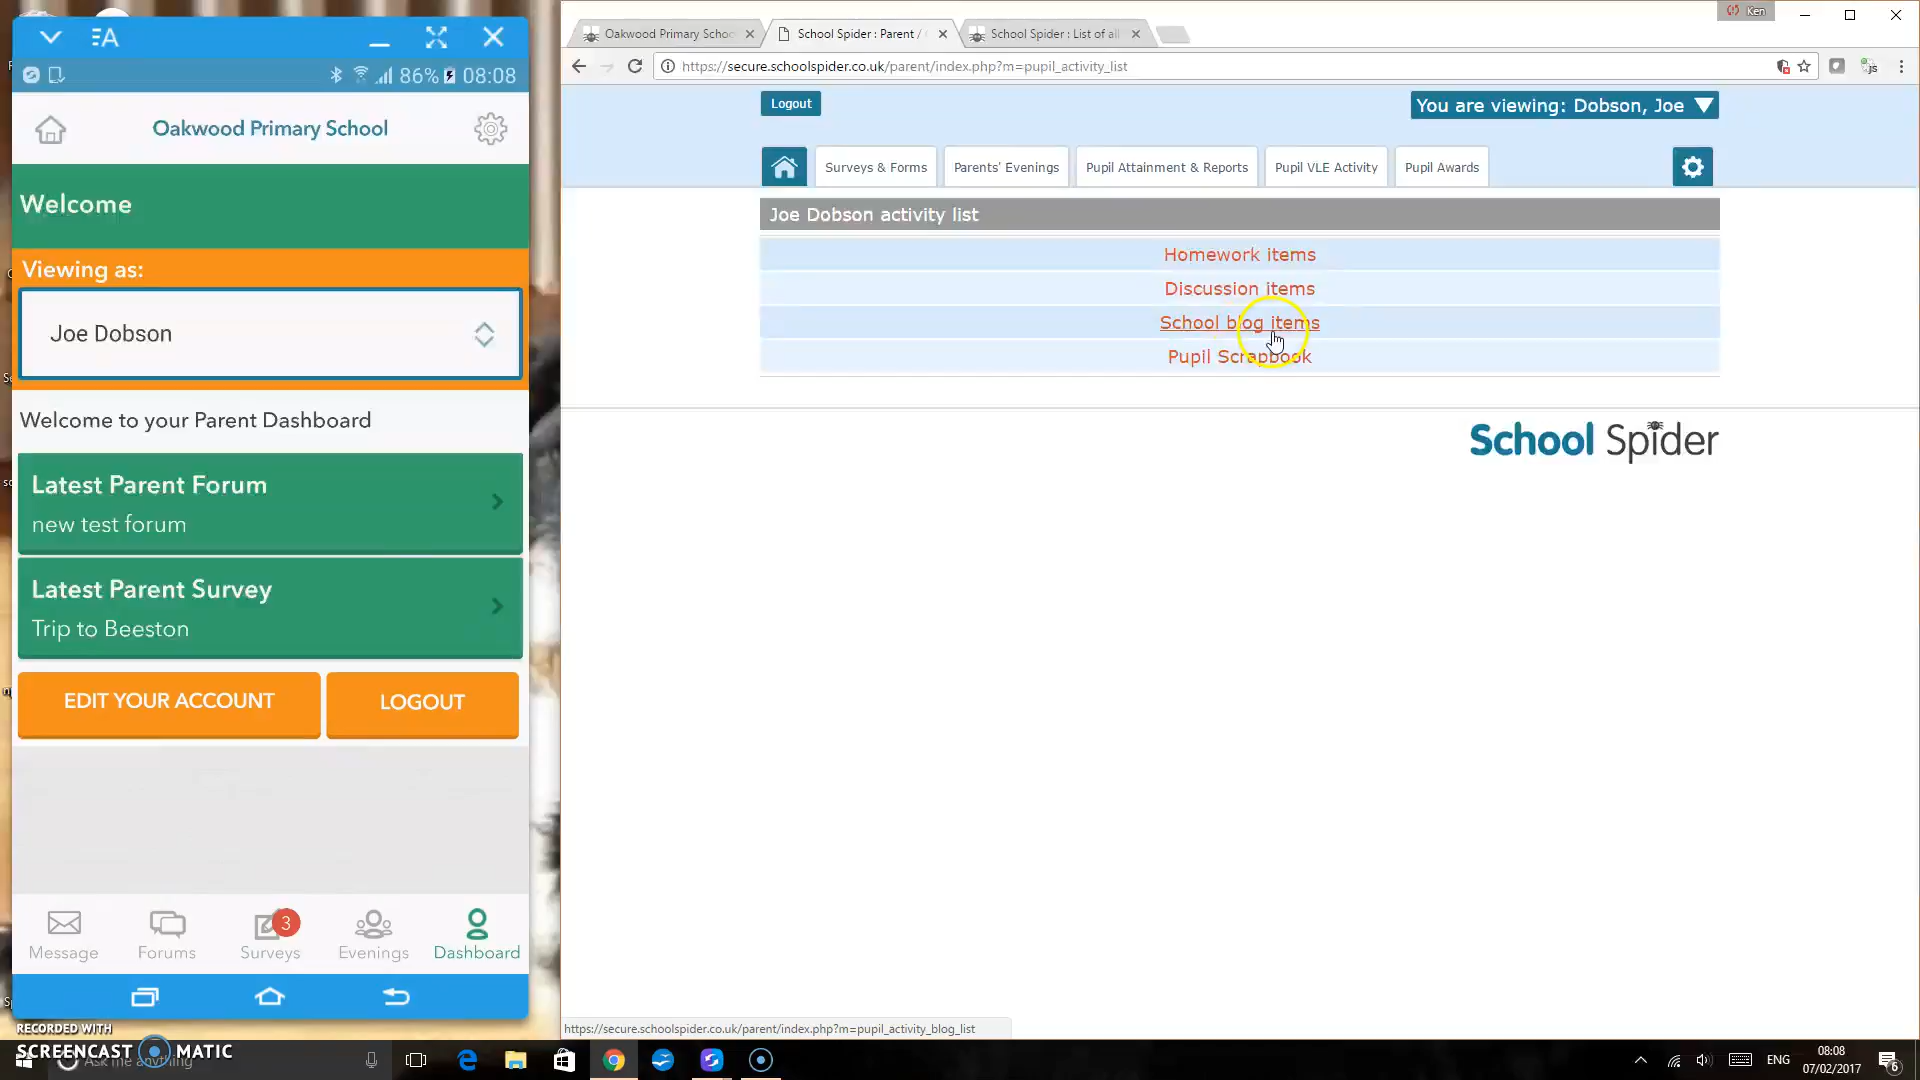 86% 08:08
Oakwood Primary School
Welcome
Viewing as:
Joe Dobson
Welcome to your Parent Dashboard
Latest Parent Forum
new test forum
Latest Parent Survey
Trip to Beeston
EDIT YOUR ACCOUNT
LOGOUT
3
Message
Forums
Surveys
Evenings
Dashboard
RECORDED WITH
SCREENCAST MATIC
Ask me anything
Ken
Oakwood Primary Schoo
School Spider : Parent /
School Spider : List of all
https://secure.schoolspider.co.uk/parent/index.php?m=pupil_activity_list
Logout
You are viewing: Dobson, Joe
Surveys & Forms
Parents' Evenings
Pupil Attainment & Reports
Pupil VLE Activity
Pupil Awards
Joe Dobson activity list
Homework items
Discussion items
School blog items
Pupil Scrapbook
School Spider
https://secure.schoolspider.co.uk/parent/index.php?m=pupil_activity_blog_list
ENG
08:08
07/02/2017
6